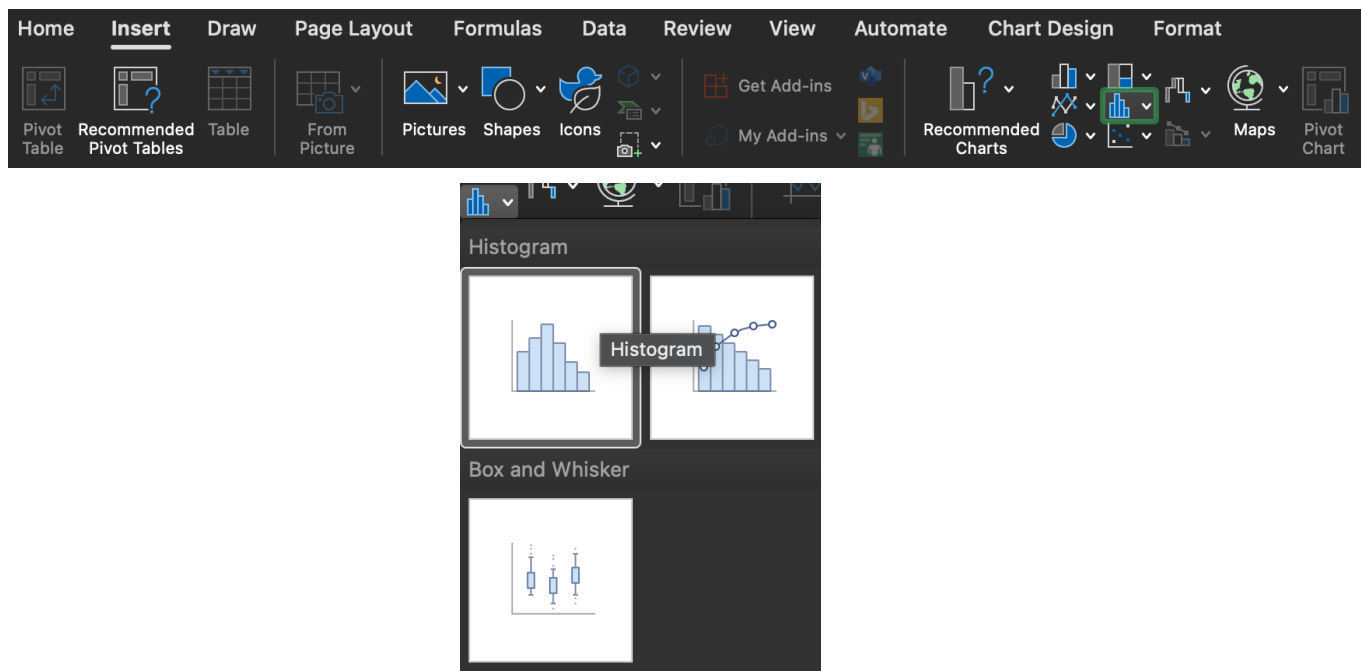 Home Insert Draw Page Layout Formulas Data Review View Automate Chart Design Format
Pivot Table
Recommended Pivot Tables
Table
From Picture
Pictures
Shapes
Icons
Get Add-ins
My Add-ins
Recommended Charts
Maps
Pivot Chart
Histogram
Histogram
Box and Whisker